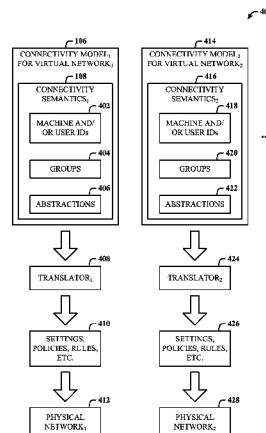 106
CONNECTIVITY MODEL₁
FOR VIRTUAL NETWORK₁
108
CONNECTIVITY
SEMANTICS₁
402
MACHINE AND/
OR USER IDs
404
GROUPS
406
ABSTRACTIONS
408
TRANSLATOR₁
410
SETTINGS,
POLICIES, RULES,
ETC.
412
PHYSICAL
NETWORK₁
414
CONNECTIVITY MODEL₂
FOR VIRTUAL NETWORK₂
416
CONNECTIVITY
SEMANTICS₂
418
MACHINE AND/
OR USER IDs
420
GROUPS
422
ABSTRACTIONS
424
TRANSLATOR₂
426
SETTINGS,
POLICIES, RULES,
ETC.
428
PHYSICAL
NETWORK₂